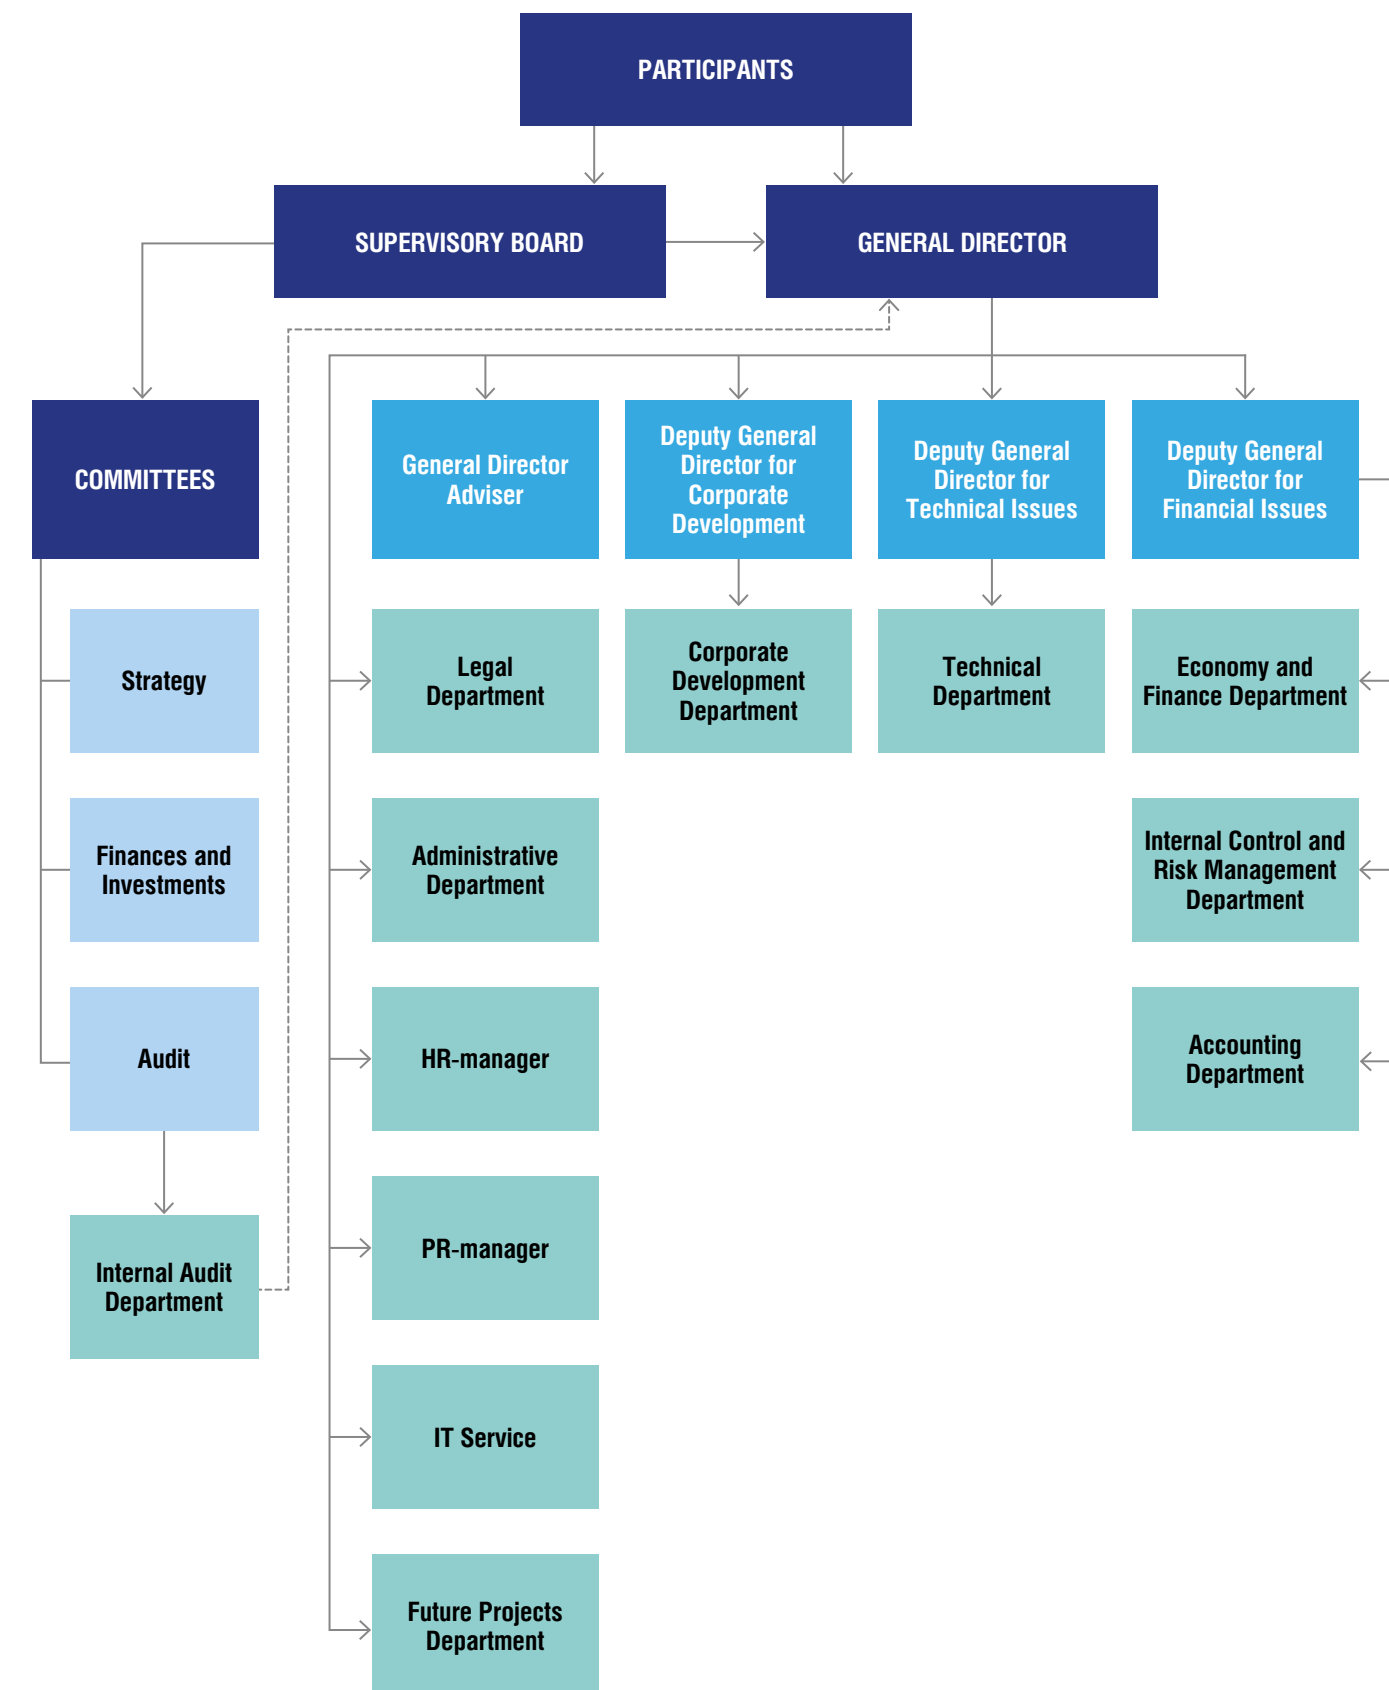 PARTICIPANTS
SUPERVISORY BOARD
GENERAL DIRECTOR
COMMITTEES
General Director
Adviser
Deputy General
Director for
Corporate
Development
Deputy General
Director for
Technical Issues
Deputy General
Director for
Financial Issues
Strategy
Legal
Department
Corporate
Development
Department
Technical
Department
Economy and
Finance Department
Finances and
Investments
Administrative
Department
Internal Control and
Risk Management
Department
Audit
HR-manager
Accounting
Department
Internal Audit
Department
PR-manager
IT Service
Future Projects
Department